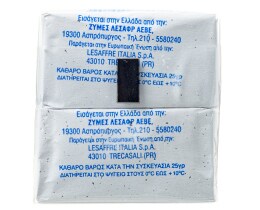 Εισάγεται στην Ελλάδα από την:
ΖΥΜΕΣ ΛΕΣΑΦΡ ΑΕΒΕ,
19300 Ασπρόπυργος - Τηλ.210 - 5580240
Παράγεται στην Ευρωπαϊκή Ένωση από την:
LESAFFRE ITALIA S.p.A.
43010 TRECASALI (PR)
ΚΑΘΑΡΟ ΒΑΡΟΣ ΚΑΤΑ ΤΗΝ ΣΥΣΚΕΥΑΣΙΑ 25γρ
ΔΙΑΤΗΡΕΙΤΑΙ ΣΤΟ ΨΥΓΕΙΟ ΣΤΟΥΣ 0°C ΕΩΣ +10°C
Εισάγεται στην Ελλάδα από την:
ΖΥΜΕΣ ΛΕΣΑΦΡ ΑΕΒΕ,
19300 Ασπρόπυργος - Τηλ.210 - 5580240
Παράγεται στην Ευρωπαϊκή Ένωση από την:
LESAFFRE ITALIA S.p.A.
43010 TRECASALI (PR)
ΚΑΘΑΡΟ ΒΑΡΟΣ ΚΑΤΑ ΤΗΝ ΣΥΣΚΕΥΑΣΙΑ 25γρ
ΔΙΑΤΗΡΕΙΤΑΙ ΣΤΟ ΨΥΓΕΙΟ ΣΤΟΥΣ 0°C ΕΩΣ +10°C